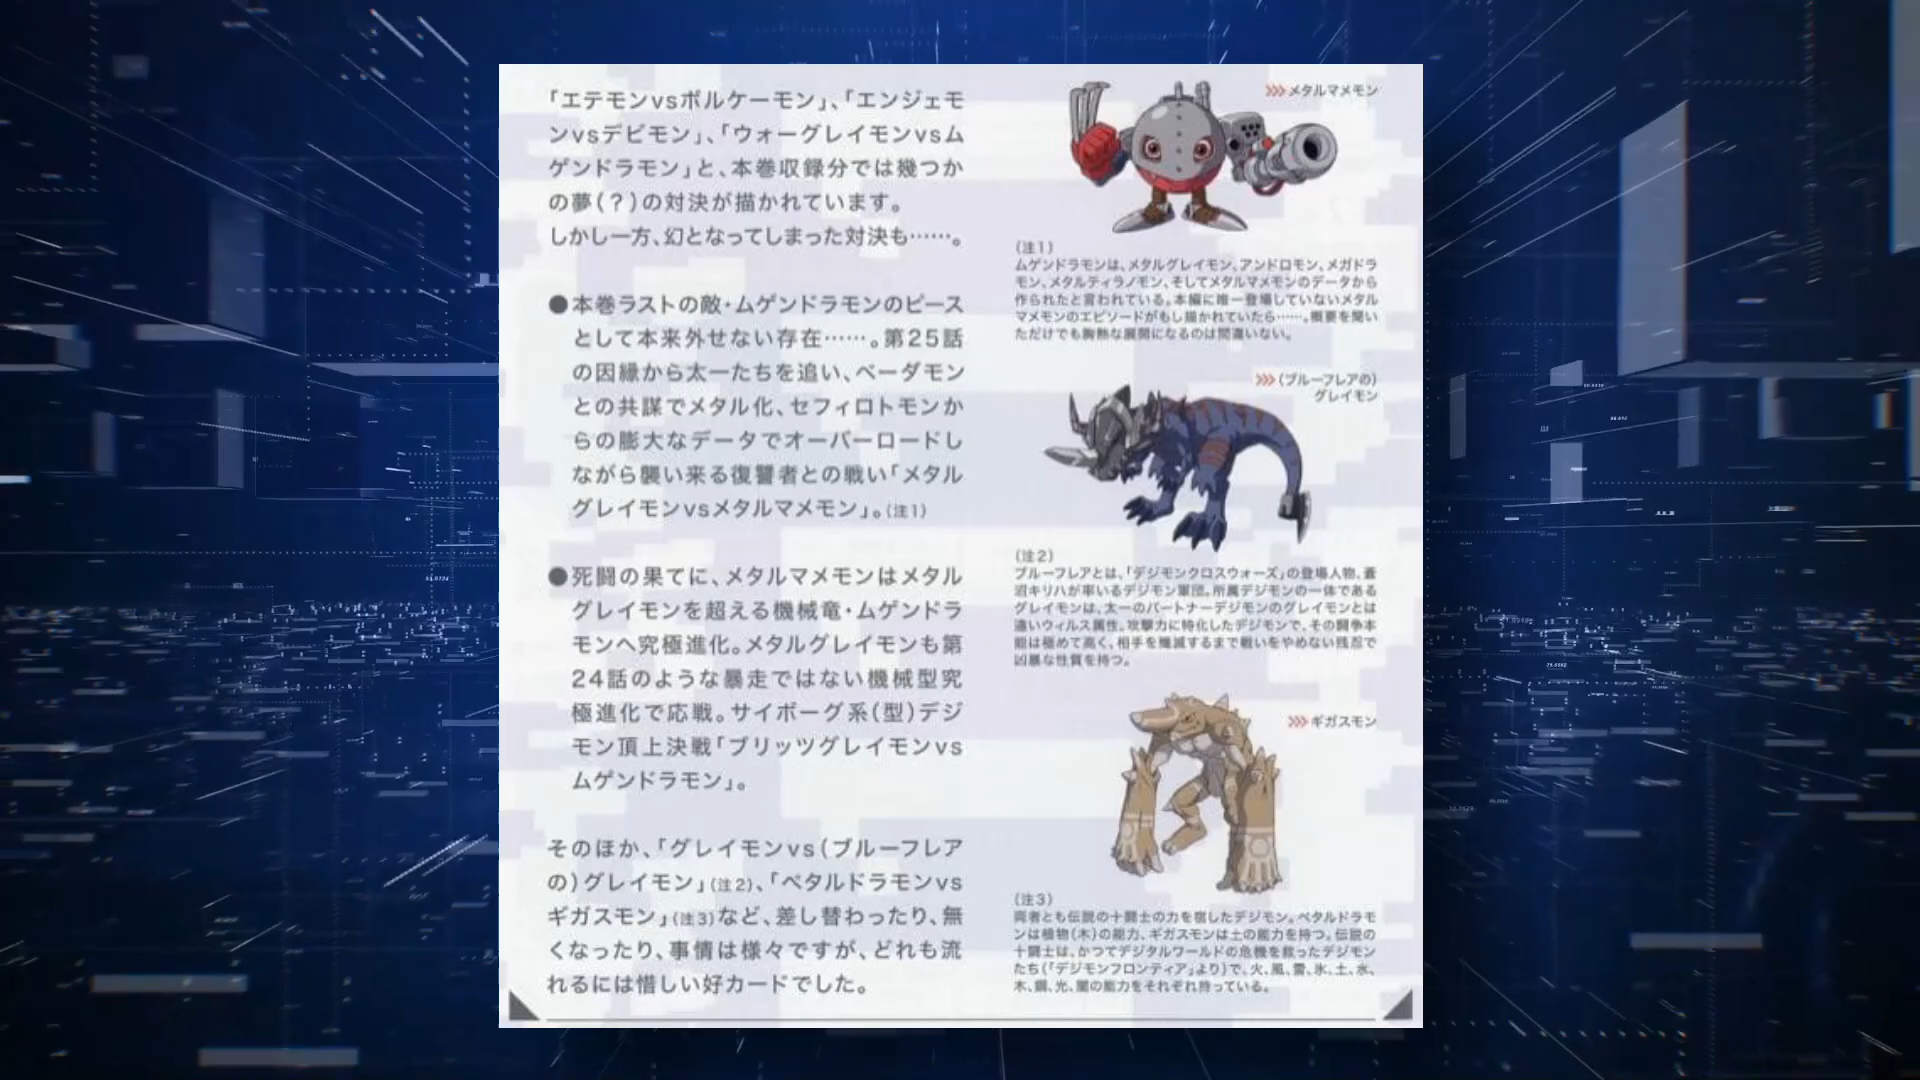 「エテモンvsボルケーモン」、「エンジェモ
ンvsデビモン」、「ウォーグレイモンvsム
ゲンドラモン」と、本巻収録分では幾つか
の夢(？)の対決が描かれています。
しかし一方、幻となってしまった対決も……。
●本巻ラストの敵・ムゲンドラモンのピース
として本来外せない存在……。第25話
の因縁から太一たちを追い、ベーダモン
との共謀でメタル化、セフィロトモンか
らの膨大なデータでオーバーロードし
ながら襲い来る復讐者との戦い「メタル
グレイモンvsメタルマメモン」。(注1)
●死闘の果てに、メタルマメモンはメタル
グレイモンを超える機械竜・ムゲンドラ
モンへ究極進化。メタルグレイモンも第
24話のような暴走ではない機械型究
極進化で応戦。サイボーグ系(型)デジ
モン頂上決戦「ブリッツグレイモンvs
ムゲンドラモン」。
そのほか、「グレイモンvs(ブルーフレア
の)グレイモン」(注2)、「ペタルドラモンvs
ギガスモン」(注3)など、差し替わったり、無
くなったり、事情は様々ですが、どれも流
れるには惜しい好カードでした。
>>>メタルマメモン
(注1)
ムゲンドラモンは、メタルグレイモン、アンドロモン、メガドラ
モン、メタルティラノモン、そしてメタルマメモンのデータから
作られたと言われている。本編に唯一登場していないメタル
マメモンのエピソードがもし描かれていたら……。概要を聞い
ただけでも胸熱な展開になるのは間違いない。
>>>(ブルーフレアの)
グレイモン
(注2)
ブルーフレアとは、「デジモンクロスウォーズ」の登場人物、蒼
沼キリハが率いるデジモン軍団。所属デジモンの一体である
グレイモンは、太一のパートナーデジモンのグレイモンとは
違いウィルス属性。攻撃力に特化したデジモンで、その闘争本
能は極めて高く、相手を殲滅するまで戦いをやめない残忍で
凶暴な性質を持つ。
>>>ギガスモン
(注3)
両者とも伝説の十闘士の力を宿したデジモン。ペタルドラモ
ンは植物(木)の能力、ギガスモンは土の能力を持つ。伝説の
十闘士は、かつてデジタルワールドの危機を救ったデジモン
たち(「デジモンフロンティア」より)で、火、風、雷、氷、土、水、
木、鋼、光、闇の能力をそれぞれ持っている。